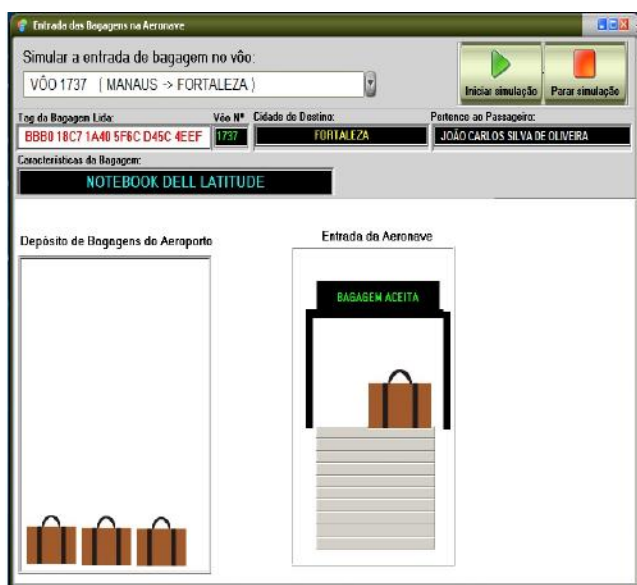 Entrada das Bagagens na Aeronave
Simular a entrada de bagagem no vôo:
VÔO 1737 ( MANAUS -> FORTALEZA )
Iniciar simulação Parar simulação
Tag da Bagagem Lida: Vôo Nº Cidade de Destino: Pertence ao Passageiro:
BBB0 18C7 1A40 5F6C D45C 4EEF 1737 FORTALEZA JOÃO CARLOS SILVA DE OLIVEIRA
Características da Bagagem:
NOTEBOOK DELL LATITUDE
Depósito de Bagagens do Aeroporto Entrada da Aeronave
BAGAGEM ACEITA